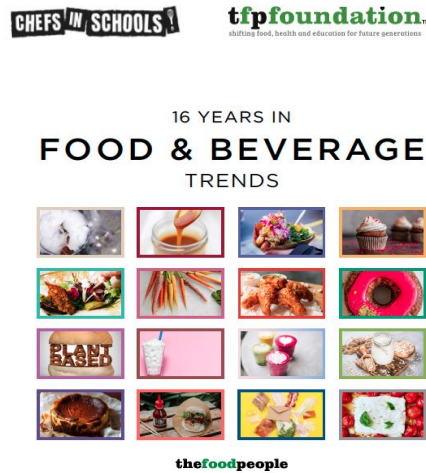 CHEFS IN SCHOOLS!
tfpfoundation™
shifting food, health and education for future generations
16 YEARS IN
FOOD & BEVERAGE
TRENDS
PLANT
BASED
thefoodpeople